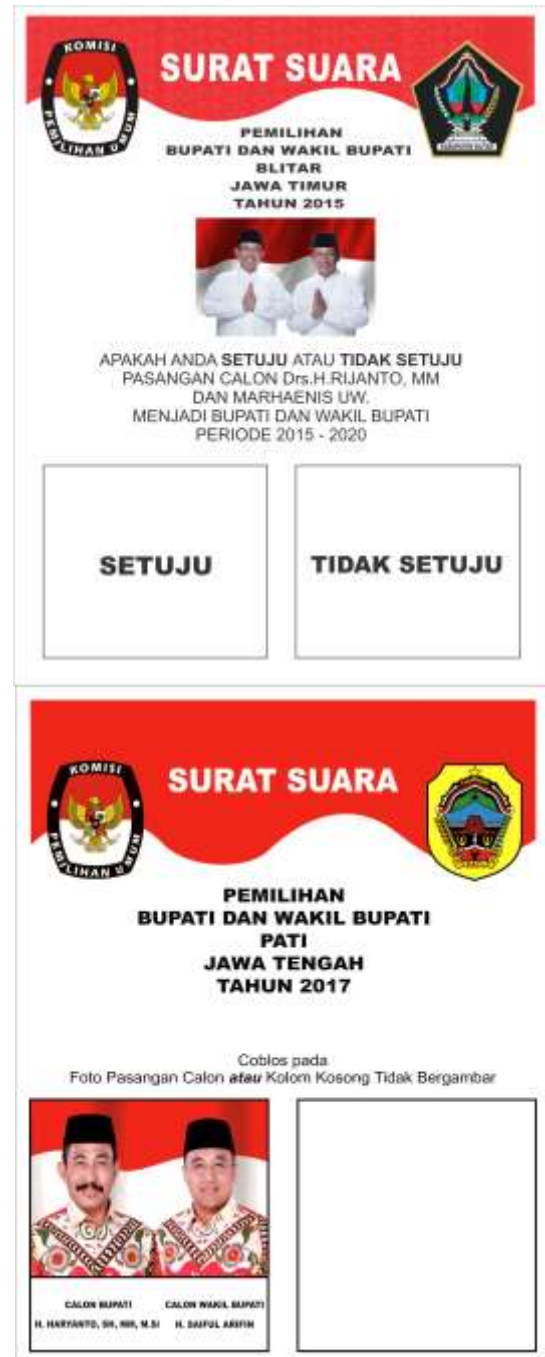 KOMISI
PEMILIHAN UMUM
SURAT SUARA
PEMILIHAN
BUPATI DAN WAKIL BUPATI
BLITAR
JAWA TIMUR
TAHUN 2015
APAKAH ANDA SETUJU ATAU TIDAK SETUJU
PASANGAN CALON Drs.H.RIJANTO, MM
DAN MARHAENIS UW.
MENJADI BUPATI DAN WAKIL BUPATI
PERIODE 2015 - 2020
SETUJU
TIDAK SETUJU
KOMISI
PEMILIHAN UMUM
SURAT SUARA
PEMILIHAN
BUPATI DAN WAKIL BUPATI
PATI
JAWA TENGAH
TAHUN 2017
Coblos pada
Foto Pasangan Calon atau Kolom Kosong Tidak Bergambar
CALON BUPATI
H. HARYANTO, SH, MM, M.Si
CALON WAKIL BUPATI
H. SAIFUL ARIFIN